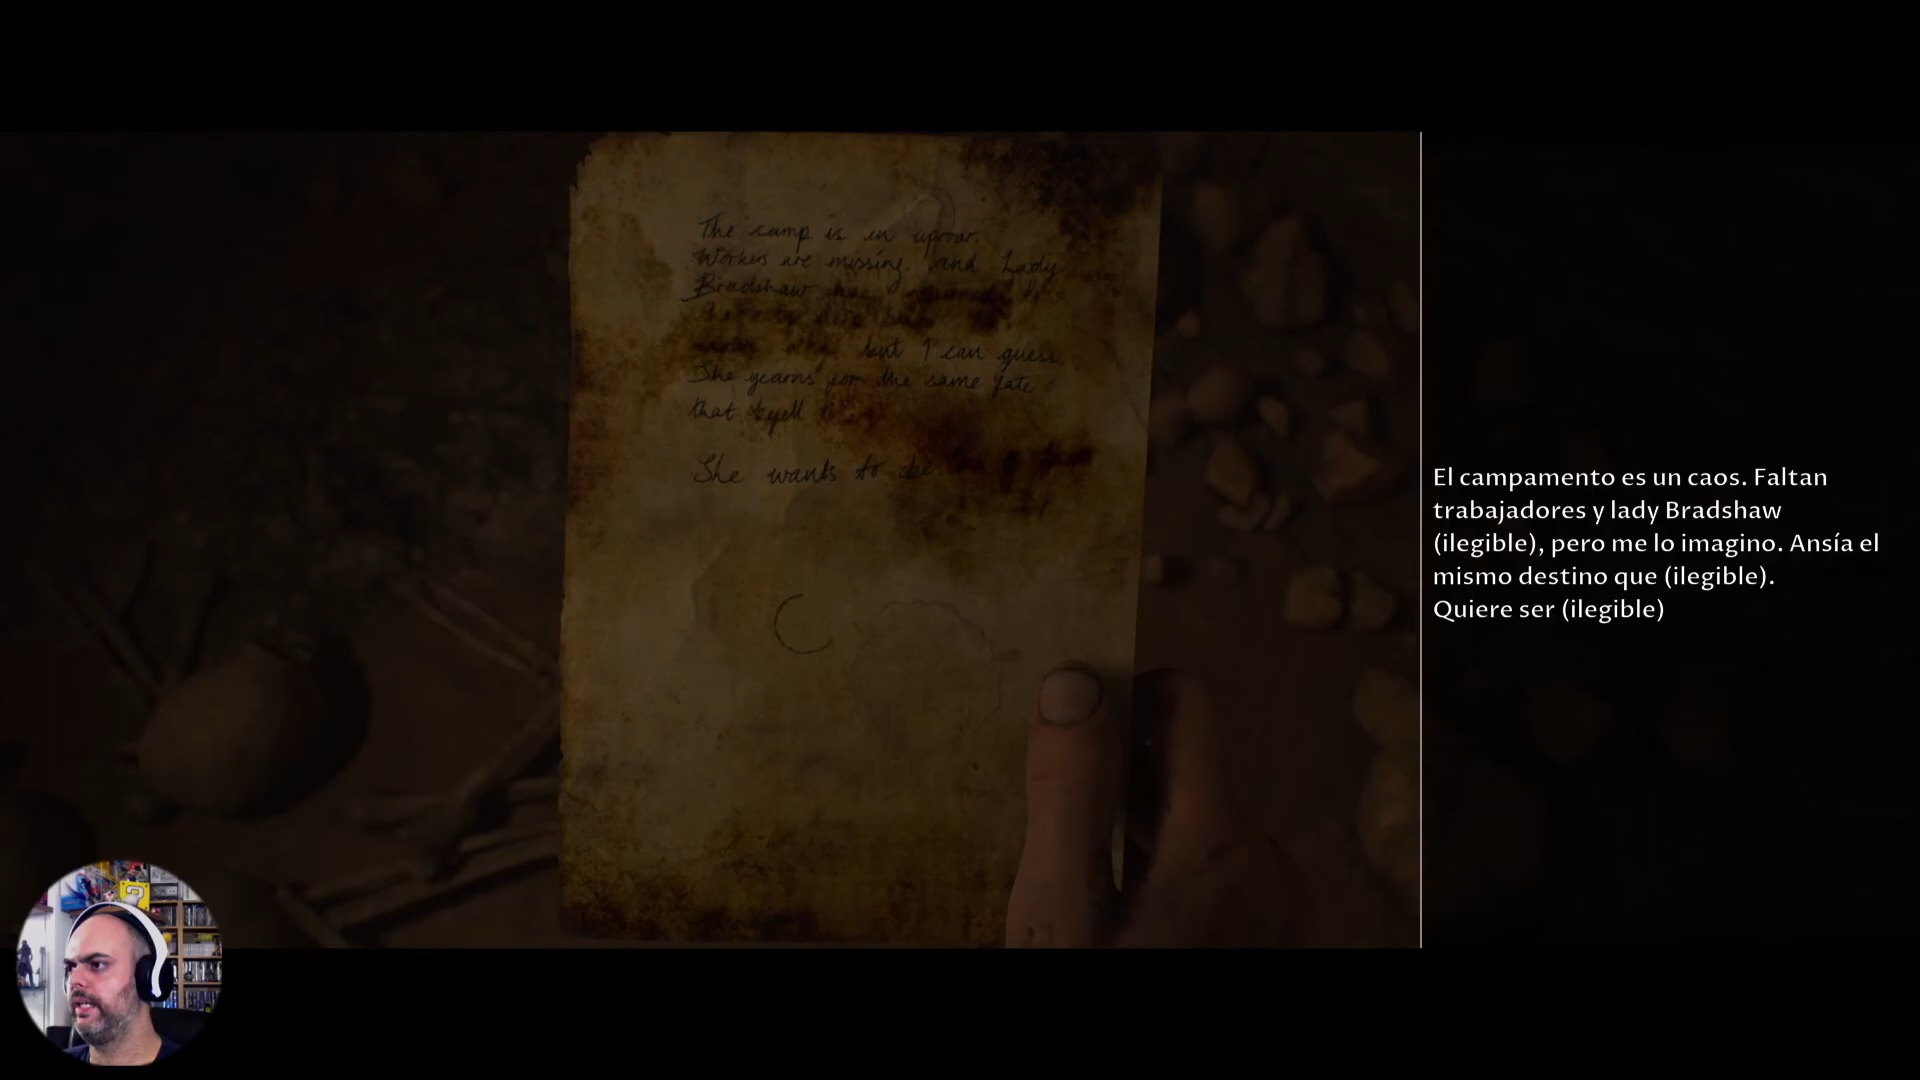 The camp is in uproar.
Workers are missing. and Lady
Bradshaw
but I can guess
She yearns for the same fate
that befell
She wants to be
El campamento es un caos. Faltan
trabajadores y lady Bradshaw
(ilegible), pero me lo imagino. Ansía el
mismo destino que (ilegible).
Quiere ser (ilegible)